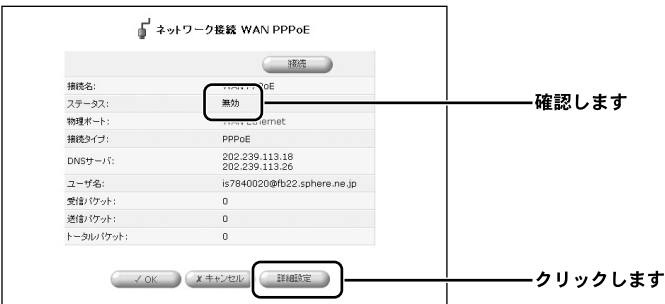 ネットワーク接続 WAN PPPoE
接続
接続名: WAN PPPoE
ステータス: 無効
確認します
物理ポート: WAN Ethernet
接続タイプ: PPPoE
DNSサーバ: 202.239.113.18
202.239.113.26
ユーザ名: is7840020@fb22.sphere.ne.jp
受信パケット: 0
送信パケット: 0
トータルパケット: 0
✓ OK ✗ キャンセル 詳細設定
クリックします